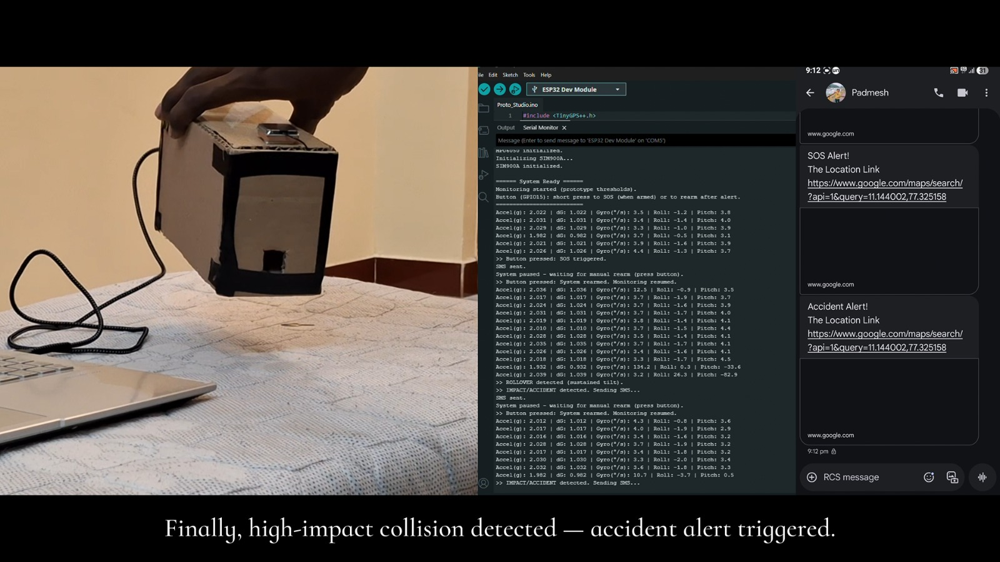 ile Edit Sketch Tools Help
ESP32 Dev Module
Proto_Studio.ino
1 #include <TinyGPS++.h>
Output Serial Monitor
Message (Enter to send message to 'ESP32 Dev Module' on 'COM5')
MPU6050 initialized.
Initializing SIM900A...
SIM900A initialized.
====== System Ready ======
Monitoring started (prototype thresholds).
Button (GPIO15): short press to SOS (when armed) or to rearm after alert.
==========================
Accel(g): 2.022 | dG: 1.022 | Gyro(°/s): 3.5 | Roll: -1.2 | Pitch: 3.8
Accel(g): 2.031 | dG: 1.031 | Gyro(°/s): 3.4 | Roll: -1.4 | Pitch: 4.0
Accel(g): 2.029 | dG: 1.029 | Gyro(°/s): 3.3 | Roll: -1.0 | Pitch: 3.9
Accel(g): 1.982 | dG: 0.982 | Gyro(°/s): 3.7 | Roll: -0.5 | Pitch: 3.1
Accel(g): 2.021 | dG: 1.021 | Gyro(°/s): 3.9 | Roll: -1.6 | Pitch: 3.9
Accel(g): 2.026 | dG: 1.026 | Gyro(°/s): 4.4 | Roll: -1.3 | Pitch: 3.7
>> Button pressed: SOS triggered.
SMS sent.
System paused - waiting for manual rearm (press button).
>> Button pressed: System rearmed. Monitoring resumed.
Accel(g): 2.036 | dG: 1.036 | Gyro(°/s): 12.5 | Roll: -0.9 | Pitch: 3.5
Accel(g): 2.017 | dG: 1.017 | Gyro(°/s): 3.7 | Roll: -1.9 | Pitch: 3.7
Accel(g): 2.024 | dG: 1.024 | Gyro(°/s): 3.7 | Roll: -1.6 | Pitch: 3.9
Accel(g): 2.031 | dG: 1.031 | Gyro(°/s): 3.7 | Roll: -1.7 | Pitch: 4.0
Accel(g): 2.019 | dG: 1.019 | Gyro(°/s): 3.8 | Roll: -1.4 | Pitch: 4.1
Accel(g): 2.010 | dG: 1.010 | Gyro(°/s): 3.7 | Roll: -1.5 | Pitch: 4.4
Accel(g): 2.028 | dG: 1.028 | Gyro(°/s): 3.5 | Roll: -1.4 | Pitch: 4.1
Accel(g): 2.035 | dG: 1.035 | Gyro(°/s): 3.7 | Roll: -1.7 | Pitch: 4.1
Accel(g): 2.026 | dG: 1.026 | Gyro(°/s): 3.4 | Roll: -1.6 | Pitch: 4.1
Accel(g): 2.018 | dG: 1.018 | Gyro(°/s): 3.3 | Roll: -1.7 | Pitch: 4.5
Accel(g): 1.932 | dG: 0.932 | Gyro(°/s): 134.2 | Roll: 0.3 | Pitch: -33.6
Accel(g): 2.039 | dG: 1.039 | Gyro(°/s): 3.2 | Roll: 26.3 | Pitch: -82.9
>> ROLLOVER detected (sustained tilt).
>> IMPACT/ACCIDENT detected. Sending SMS...
SMS sent.
System paused - waiting for manual rearm (press button).
>> Button pressed: System rearmed. Monitoring resumed.
Accel(g): 2.012 | dG: 1.012 | Gyro(°/s): 4.3 | Roll: -0.8 | Pitch: 3.6
Accel(g): 2.017 | dG: 1.017 | Gyro(°/s): 4.0 | Roll: -1.9 | Pitch: 2.9
Accel(g): 2.016 | dG: 1.016 | Gyro(°/s): 3.4 | Roll: -1.6 | Pitch: 3.2
Accel(g): 2.028 | dG: 1.028 | Gyro(°/s): 3.7 | Roll: -1.9 | Pitch: 3.2
Accel(g): 2.017 | dG: 1.017 | Gyro(°/s): 3.4 | Roll: -1.8 | Pitch: 3.2
Accel(g): 2.030 | dG: 1.030 | Gyro(°/s): 3.3 | Roll: -2.0 | Pitch: 3.4
Accel(g): 2.032 | dG: 1.032 | Gyro(°/s): 3.6 | Roll: -1.8 | Pitch: 3.3
Accel(g): 1.982 | dG: 0.982 | Gyro(°/s): 10.7 | Roll: -3.7 | Pitch: 0.5
>> IMPACT/ACCIDENT detected. Sending SMS...
9:12 un 5G 31
Padmesh
www.google.com
SOS Alert!
The Location Link
https://www.google.com/maps/search/
?api=1&query=11.144002,77.325158
www.google.com
Accident Alert!
The Location Link
https://www.google.com/maps/search/
?api=1&query=11.144002,77.325158
www.google.com
9:12 pm
RCS message
Finally, high-impact collision detected — accident alert triggered.